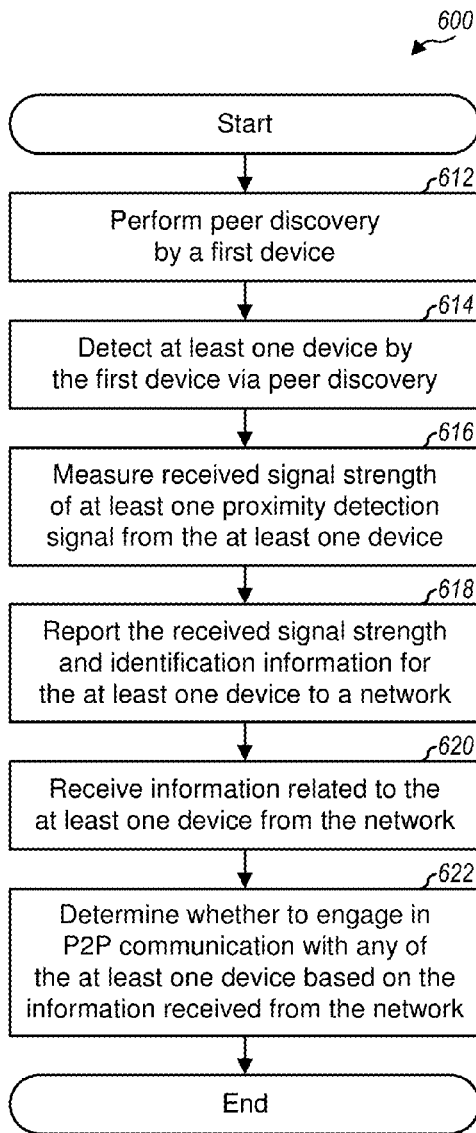 600
Start
612
Perform peer discovery
by a first device
614
Detect at least one device by
the first device via peer discovery
616
Measure received signal strength
of at least one proximity detection
signal from the at least one device
618
Report the received signal strength
and identification information for
the at least one device to a network
620
Receive information related to the
at least one device from the network
622
Determine whether to engage in
P2P communication with any of
the at least one device based on the
information received from the network
End